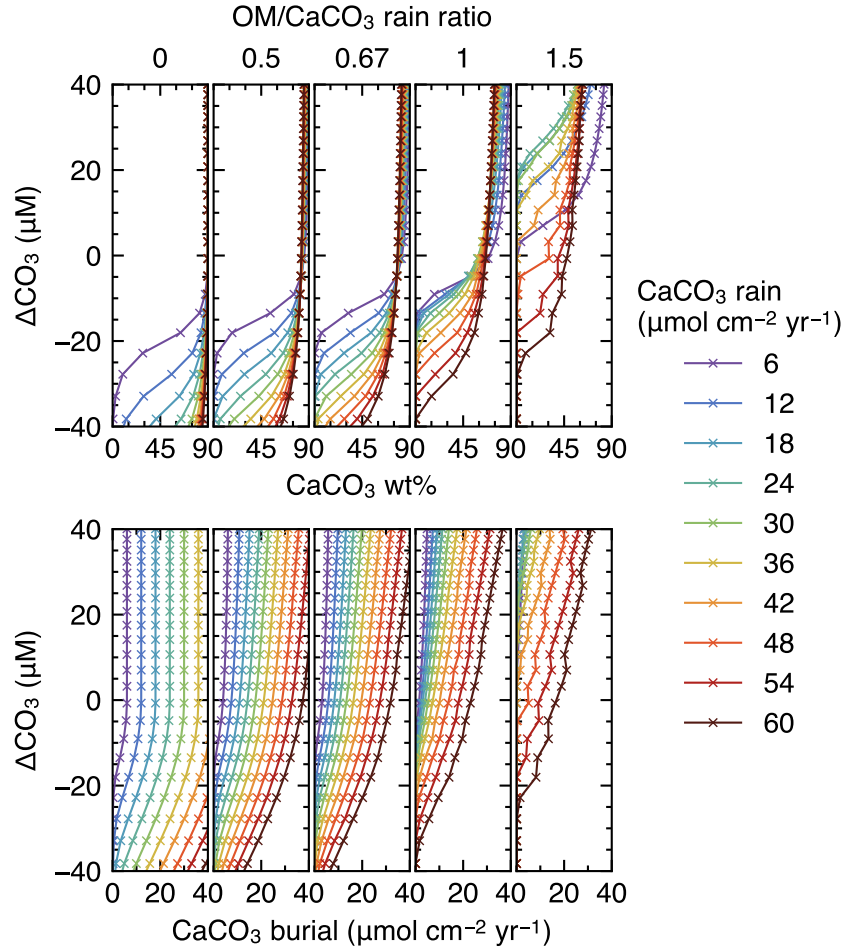 OM/CaCO₃ rain ratio
0 0.5 0.67 1 1.5
40
20
0
−20
−40
ΔCO₃ (μM)
0 45 90 45 90 45 90 45 90 45 90
CaCO₃ wt%
CaCO₃ rain
(μmol cm⁻² yr⁻¹)
6
12
18
24
30
36
42
48
54
60
40
20
0
−20
−40
ΔCO₃ (μM)
0 20 40 20 40 20 40 20 40 20 40
CaCO₃ burial (μmol cm⁻² yr⁻¹)